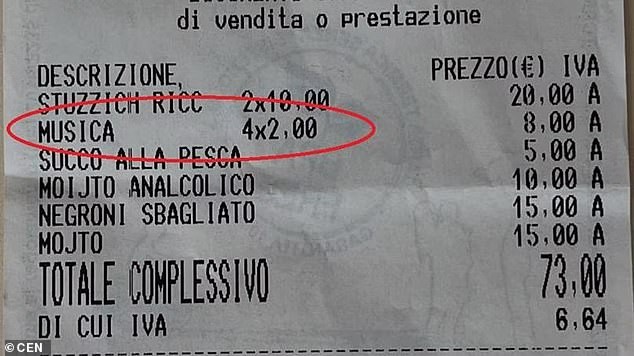 di vendita o prestazione
DESCRIZIONE, PREZZO(€) IVA
STUZZICH RICC 2x10,00 20,00 A
MUSICA 4x2,00 8,00 A
SUCCO ALLA PESCA 5,00 A
MOIJTO ANALCOLICO 10,00 A
NEGRONI SBAGLIATO 15,00 A
MOJTO 15,00 A
TOTALE COMPLESSIVO 73,00
DI CUI IVA 6,64
© CEN